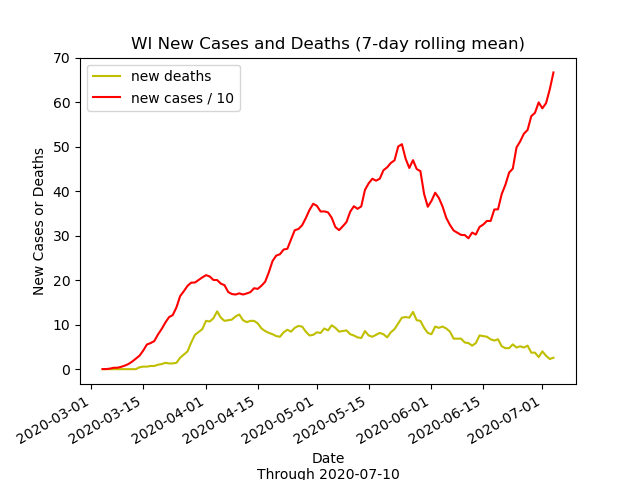 WI New Cases and Deaths (7-day rolling mean)
new deaths
new cases / 10
70
60
50
40
30
20
10
0
New Cases or Deaths
2020-03-01
2020-03-15
2020-04-01
2020-04-15
2020-05-01
2020-05-15
2020-06-01
2020-06-15
2020-07-01
Date
Through 2020-07-10